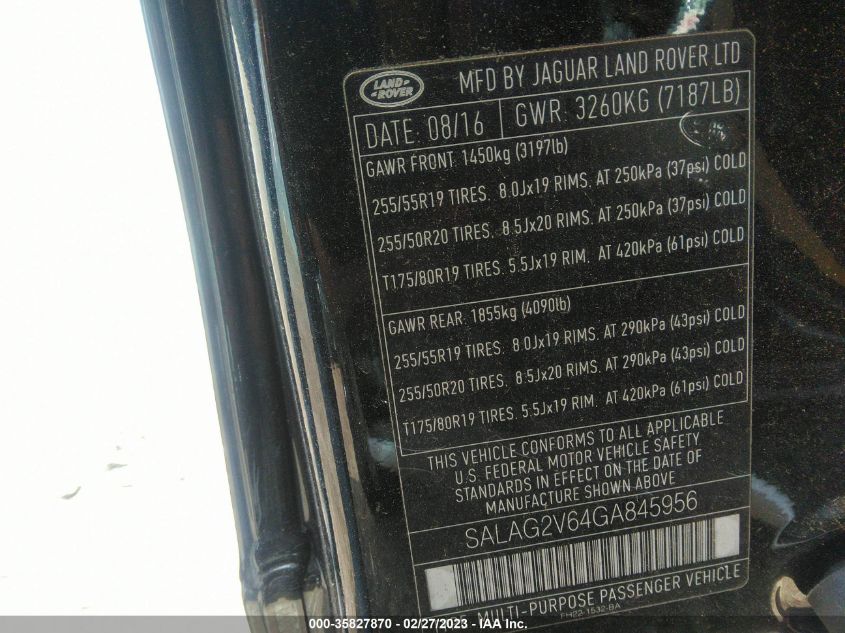 LAND ROVER
MFD BY JAGUAR LAND ROVER LTD
DATE: 08/16 GWR: 3260KG (7187LB)
GAWR FRONT. 1450kg (3197lb)
255/55R19 TIRES. 8.0Jx19 RIMS. AT 250kPa (37psi) COLD
255/50R20 TIRES. 8.5Jx20 RIMS. AT 250kPa (37psi) COLD
T175/80R19 TIRES. 5.5Jx19 RIM. AT 420kPa (61psi) COLD
GAWR REAR. 1855kg (4090lb)
255/55R19 TIRES. 8.0Jx19 RIMS. AT 290kPa (43psi) COLD
255/50R20 TIRES. 8.5Jx20 RIMS. AT 290kPa (43psi) COLD
T175/80R19 TIRES. 5.5Jx19 RIM. AT 420kPa (61psi) COLD
THIS VEHICLE CONFORMS TO ALL APPLICABLE
U.S. FEDERAL MOTOR VEHICLE SAFETY
STANDARDS IN EFFECT ON THE DATE OF
MANUFACTURE SHOWN ABOVE
SALAG2V64GA845956
MULTI-PURPOSE PASSENGER VEHICLE
FH22-1532-BA
000-35827870 - 02/27/2023 - IAA, Inc.